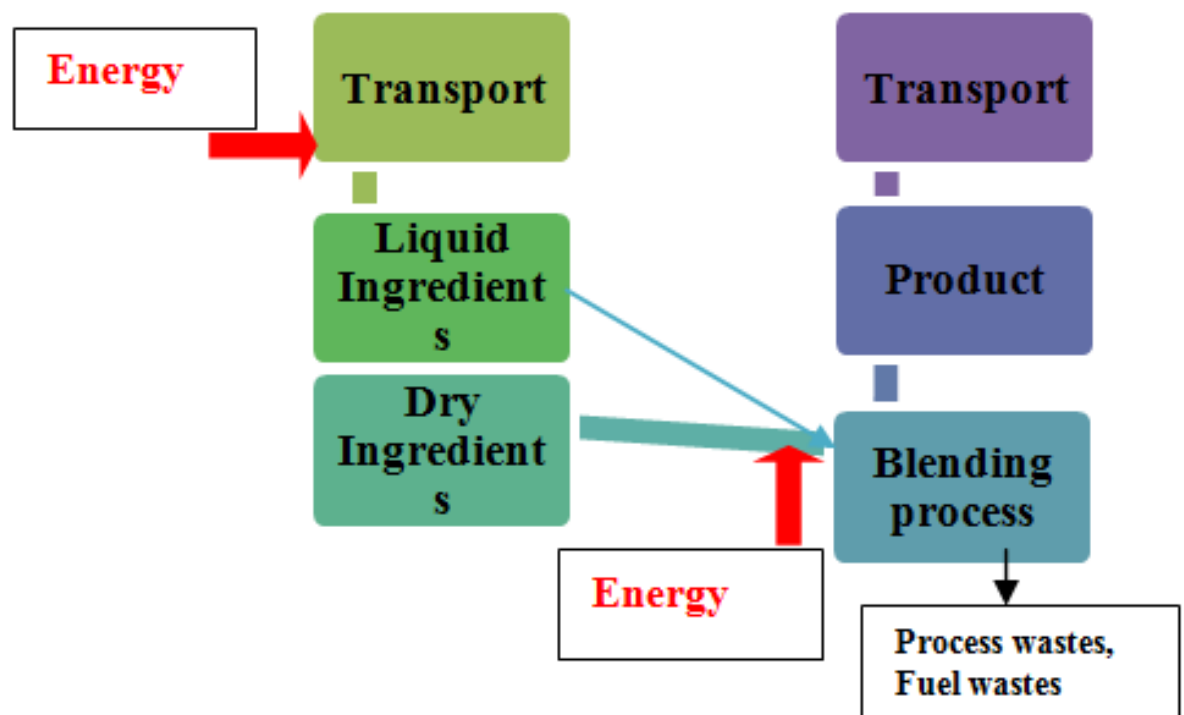 Energy
Transport
Transport
Liquid
Ingredient
s
Product
Dry
Ingredient
s
Blending
process
Energy
Process wastes,
Fuel wastes